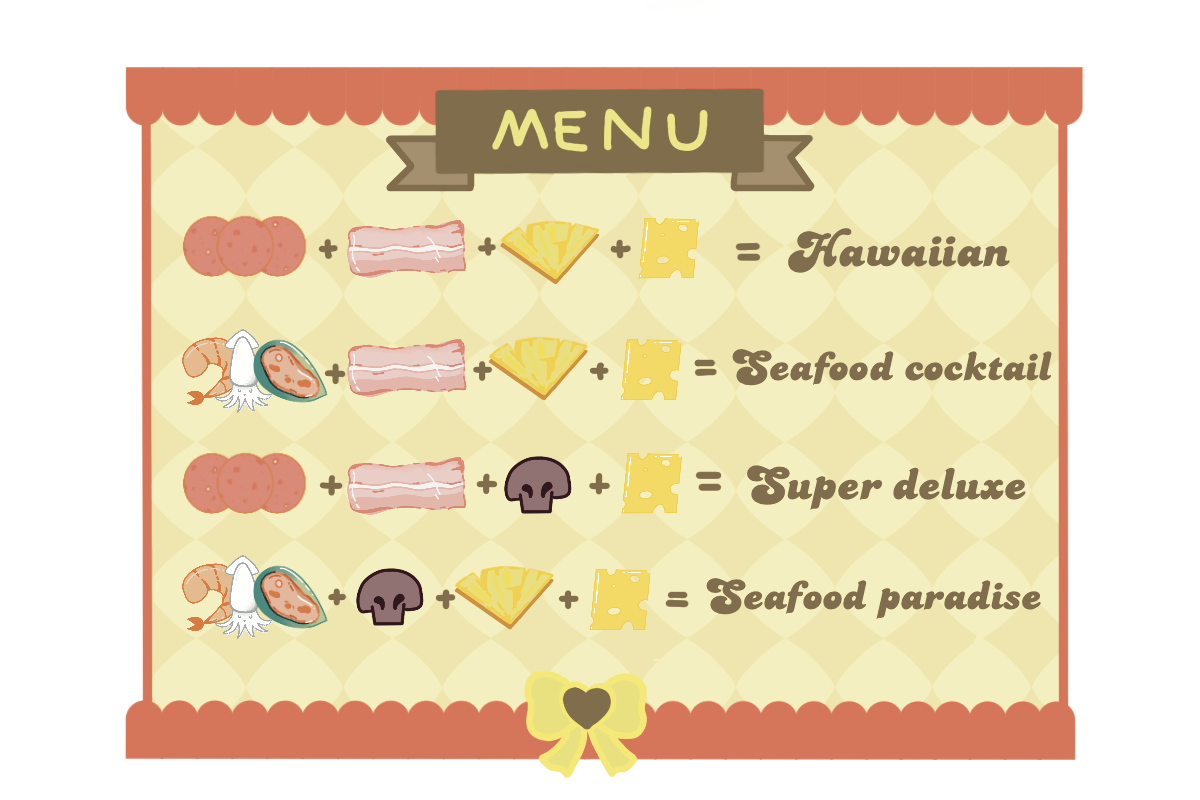 MENU
+ + + = Hawaiian
+ + + = Seafood cocktail
+ + + = Super deluxe
+ + + = Seafood paradise